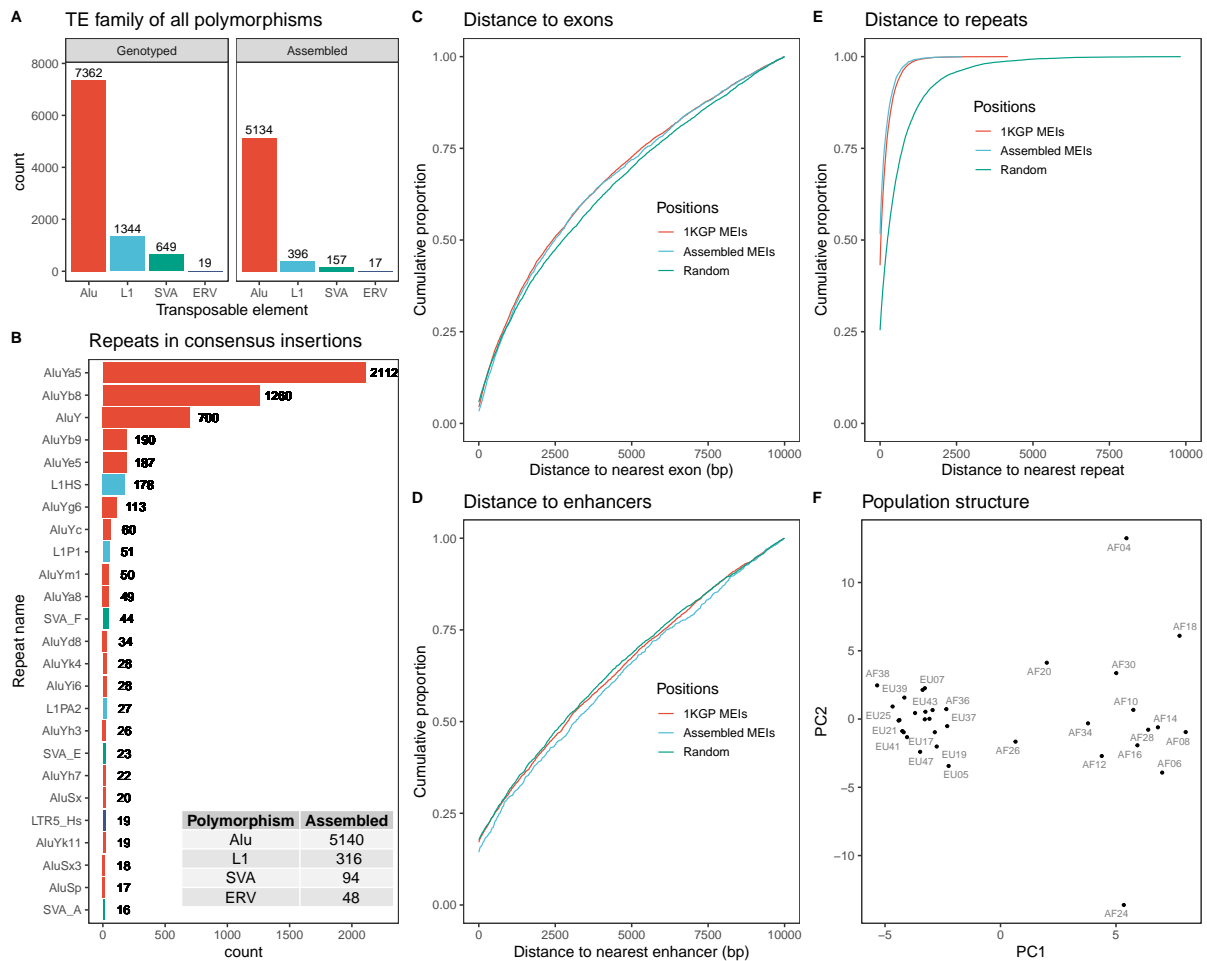 A TE family of all polymorphisms
Genotyped Assembled
8000
6000
4000
2000
0
count
7362
1344
649
19
5134
396
157
17
Alu L1 SVA ERV Alu L1 SVA ERV
Transposable element
B Repeats in consensus insertions
Repeat name
AluYa5 2112
AluYb8 1260
AluY 700
AluYb9 190
AluYe5 187
L1HS 178
AluYg6 113
AluYc 60
L1P1 51
AluYm1 50
AluYa8 49
SVA_F 44
AluYd8 34
AluYk4 28
AluYi6 28
L1PA2 27
AluYh3 26
SVA_E 23
AluYh7 22
AluSx 20
LTR5_Hs 19
AluYk11 19
AluSx3 18
AluSp 17
SVA_A 16
Polymorphism Assembled
Alu 5140
L1 316
SVA 94
ERV 48
0 500 1000 1500 2000
count
C Distance to exons
Cumulative proportion
1.00
0.75
0.50
0.25
0.00
Positions
1KGP MEIs
Assembled MEIs
Random
0 2500 5000 7500 10000
Distance to nearest exon (bp)
D Distance to enhancers
Cumulative proportion
1.00
0.75
0.50
0.25
0.00
Positions
1KGP MEIs
Assembled MEIs
Random
0 2500 5000 7500 10000
Distance to nearest enhancer (bp)
E Distance to repeats
Cumulative proportion
1.00
0.75
0.50
0.25
0.00
Positions
1KGP MEIs
Assembled MEIs
Random
0 2500 5000 7500 10000
Distance to nearest repeat
F Population structure
PC2
10
5
0
−5
−10
AF04
AF18
AF20
AF30
AF38
EU07
EU39
AF10
EU43
AF36
EU25
EU37
AF34
AF14
EU21
EU17
AF28
AF08
EU41
EU19
AF26
AF16
EU47
AF12
AF06
EU05
AF24
−5 0 5
PC1